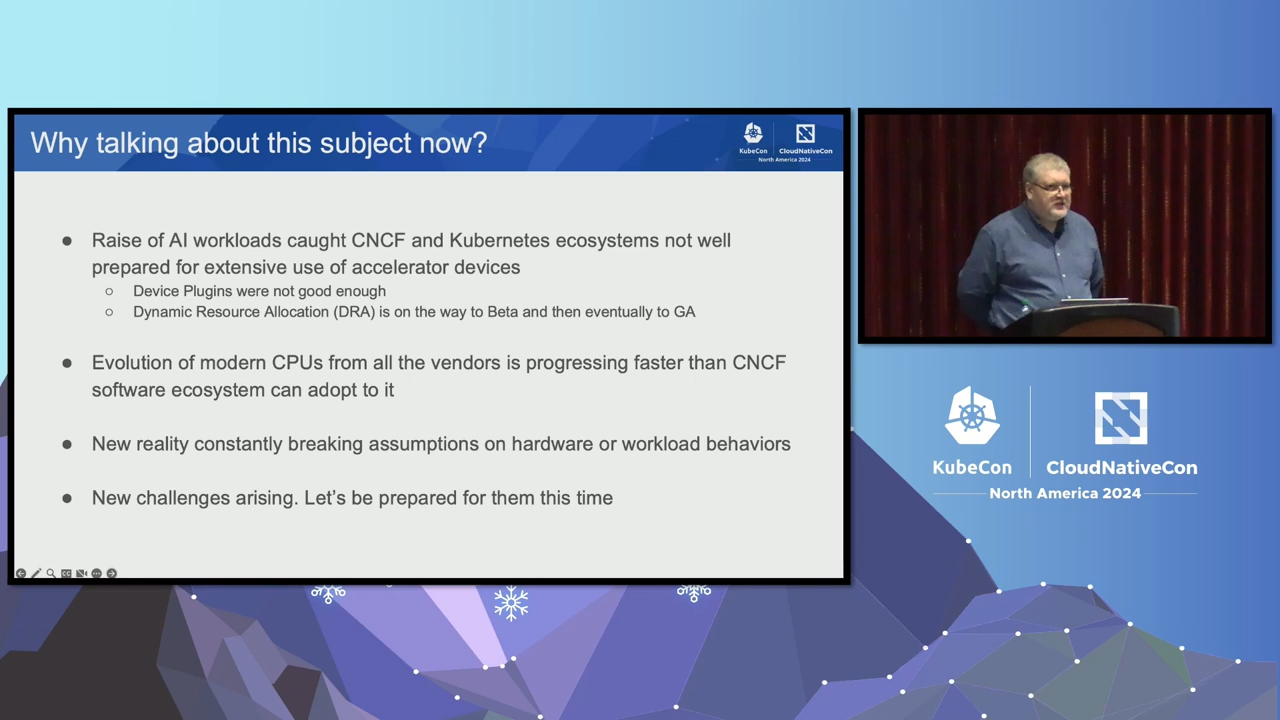 Why talking about this subject now?
KubeCon
CloudNativeCon
North America 2024
● Raise of AI workloads caught CNCF and Kubernetes ecosystems not well
prepared for extensive use of accelerator devices
○ Device Plugins were not good enough
○ Dynamic Resource Allocation (DRA) is on the way to Beta and then eventually to GA
● Evolution of modern CPUs from all the vendors is progressing faster than CNCF
software ecosystem can adopt to it
● New reality constantly breaking assumptions on hardware or workload behaviors
● New challenges arising. Let's be prepared for them this time
KubeCon
CloudNativeCon
North America 2024